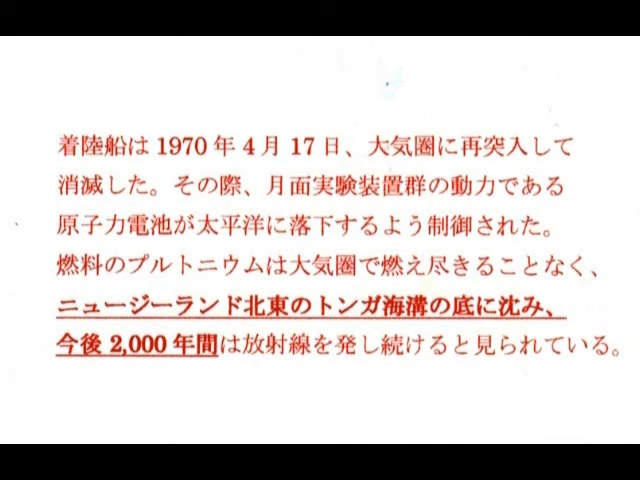 着陸船は 1970 年 4 月 17 日、大気圏に再突入して
消滅した。その際、月面実験装置群の動力である
原子力電池が太平洋に落下するよう制御された。
燃料のプルトニウムは大気圏で燃え尽きることなく、
ニュージーランド北東のトンガ海溝の底に沈み、
今後 2,000 年間は放射線を発し続けると見られている。